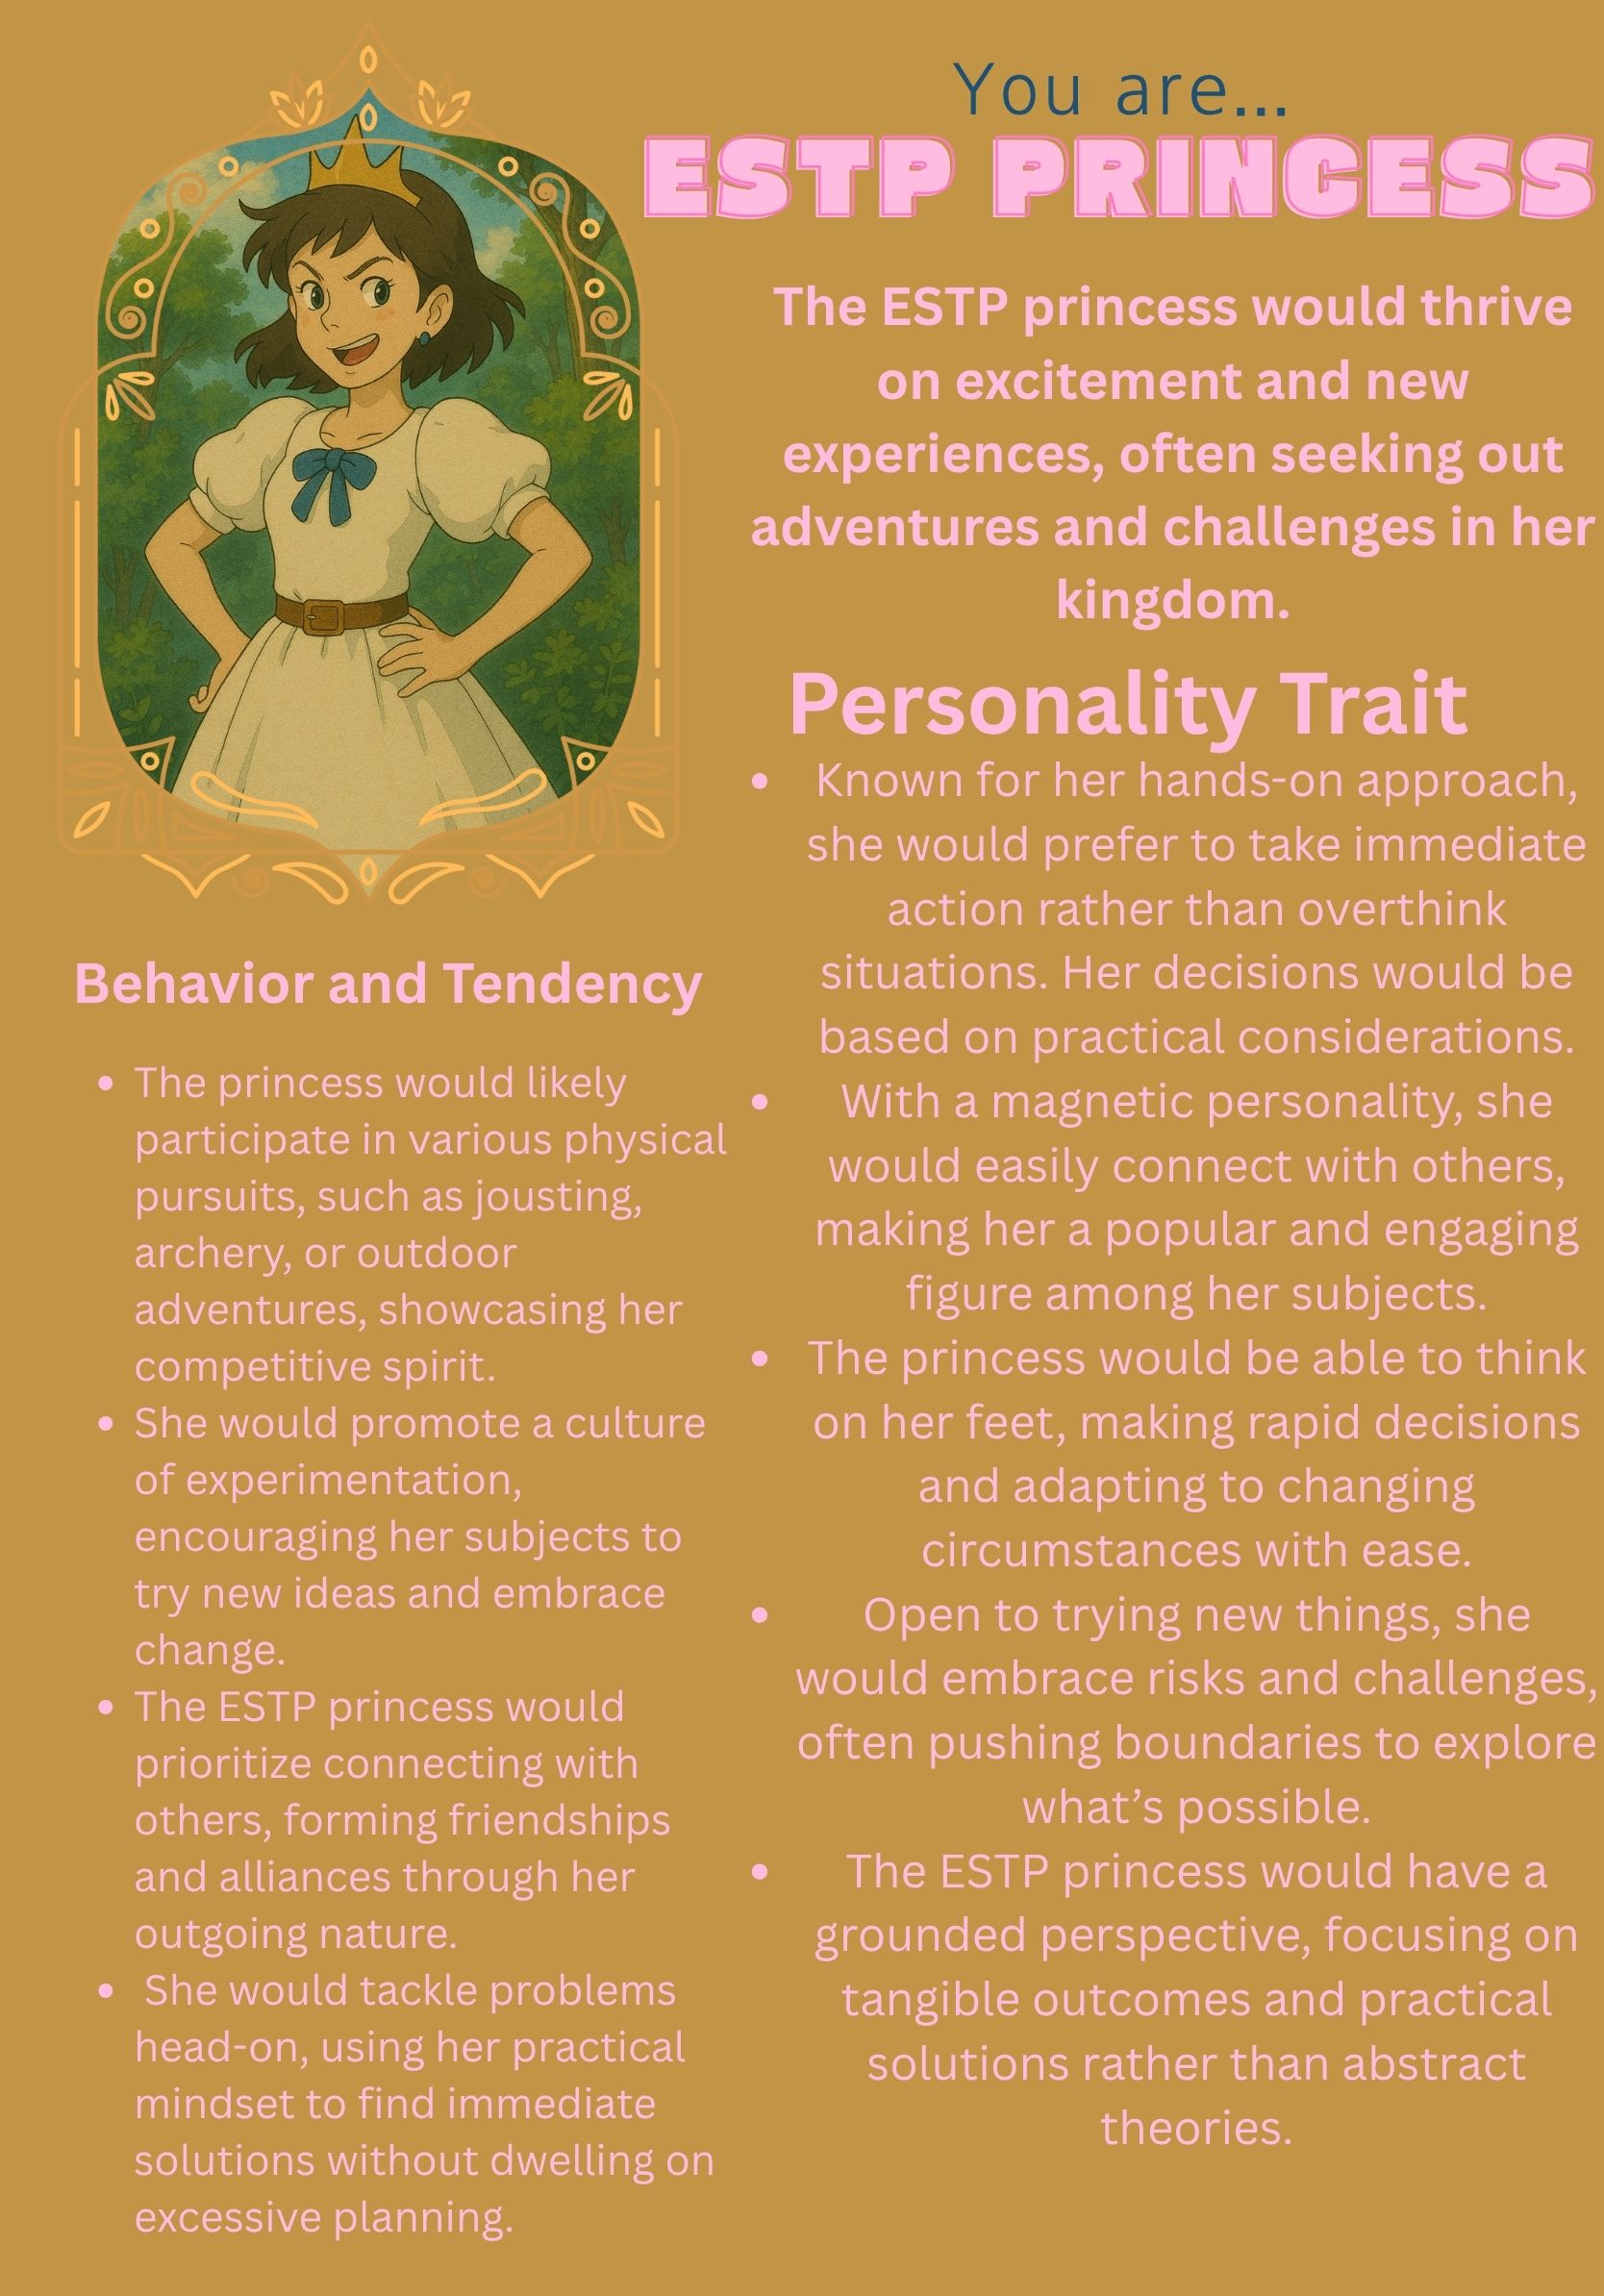 You are...
ESTP PRINCESS
The ESTP princess would thrive
on excitement and new
experiences, often seeking out
adventures and challenges in her
kingdom.
Personality Trait
• Known for her hands-on approach,
she would prefer to take immediate
action rather than overthink
situations. Her decisions would be
based on practical considerations.
• With a magnetic personality, she
would easily connect with others,
making her a popular and engaging
figure among her subjects.
• The princess would be able to think
on her feet, making rapid decisions
and adapting to changing
circumstances with ease.
• Open to trying new things, she
would embrace risks and challenges,
often pushing boundaries to explore
what’s possible.
• The ESTP princess would have a
grounded perspective, focusing on
tangible outcomes and practical
solutions rather than abstract
theories.
Behavior and Tendency
• The princess would likely
participate in various physical
pursuits, such as jousting,
archery, or outdoor
adventures, showcasing her
competitive spirit.
• She would promote a culture
of experimentation,
encouraging her subjects to
try new ideas and embrace
change.
• The ESTP princess would
prioritize connecting with
others, forming friendships
and alliances through her
outgoing nature.
• She would tackle problems
head-on, using her practical
mindset to find immediate
solutions without dwelling on
excessive planning.